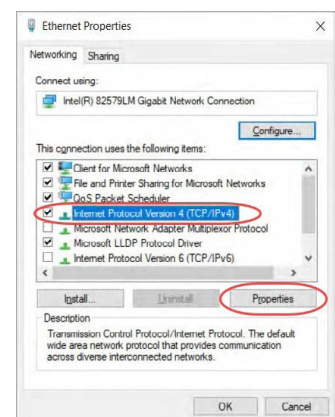 Ethernet Properties
Networking Sharing
Connect using:
Intel(R) 82579LM Gigabit Network Connection
Configure...
This connection uses the following items:
Client for Microsoft Networks
File and Printer Sharing for Microsoft Networks
QoS Packet Scheduler
Internet Protocol Version 4 (TCP/IPv4)
Microsoft Network Adapter Multiplexor Protocol
Microsoft LLDP Protocol Driver
Internet Protocol Version 6 (TCP/IPv6)
Install... Uninstall Properties
Description
Transmission Control Protocol/Internet Protocol. The default
wide area network protocol that provides communication
across diverse interconnected networks.
OK Cancel